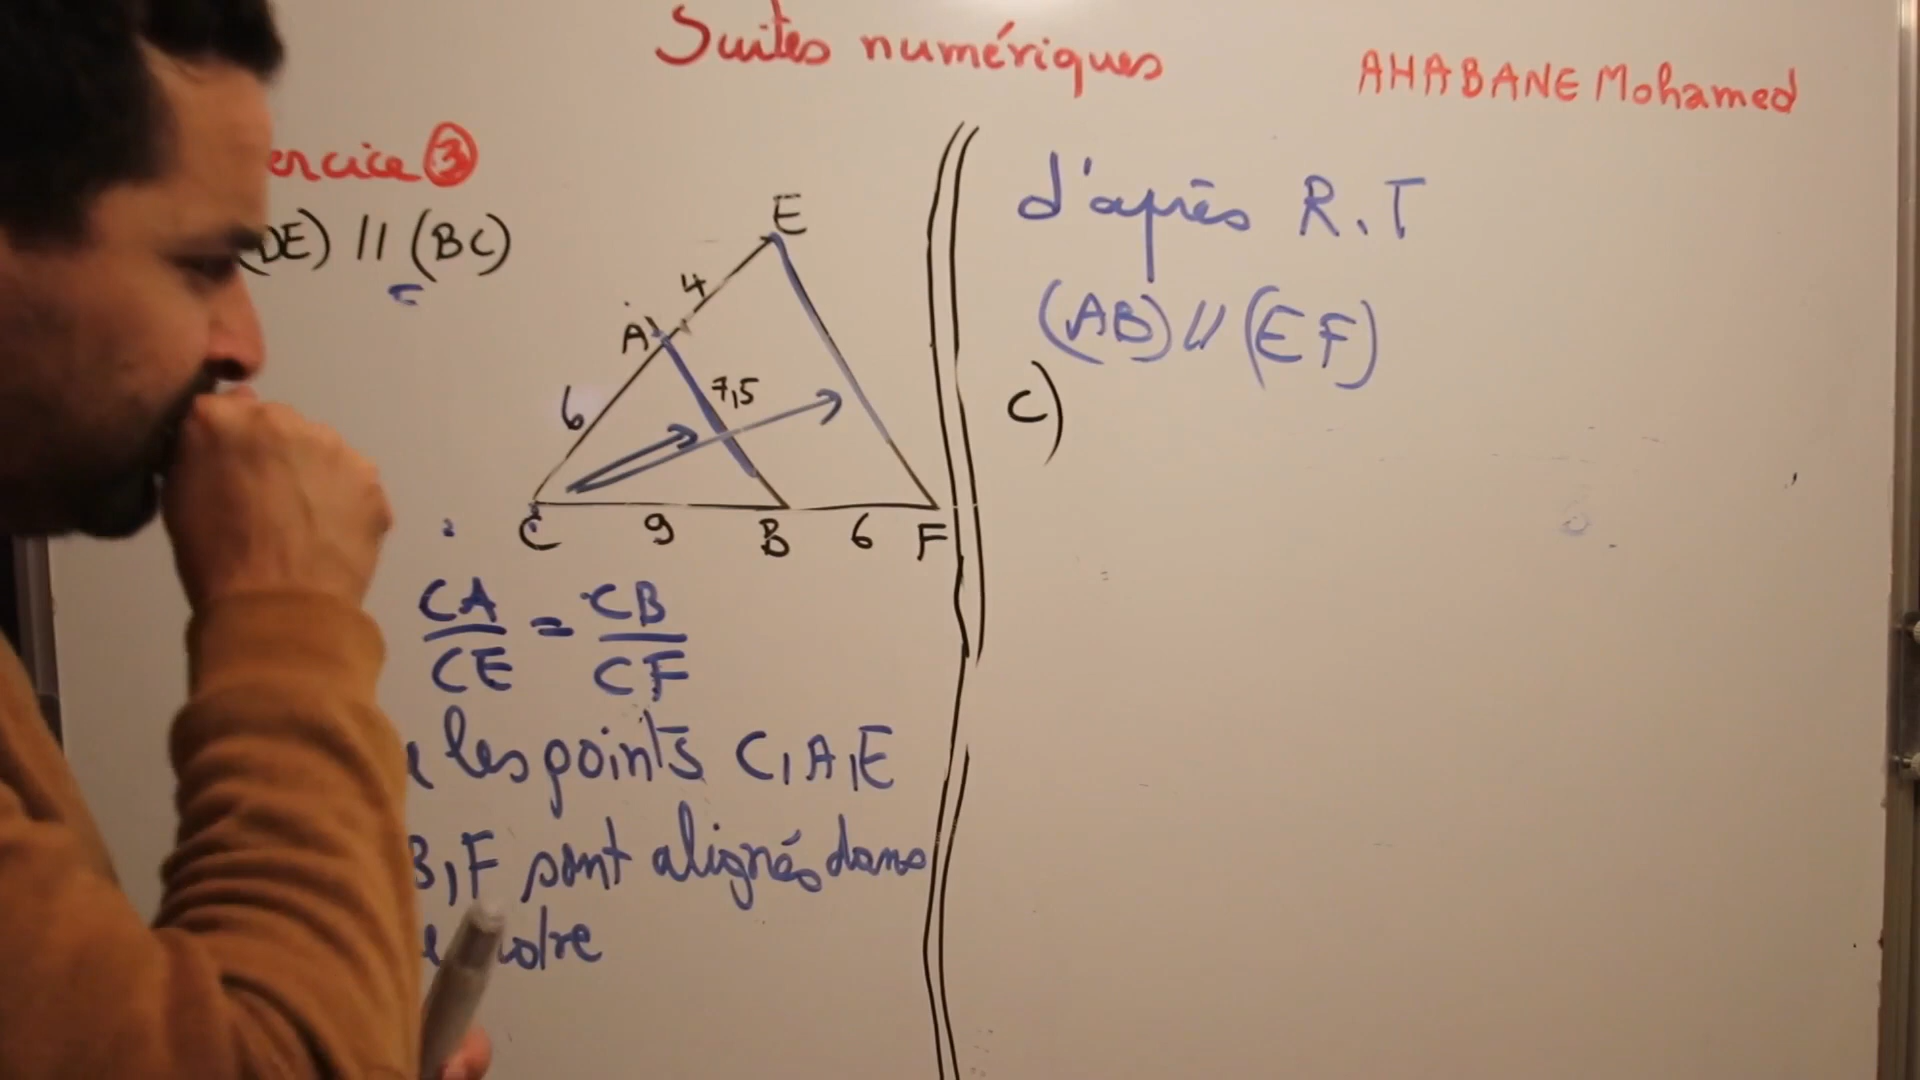 Suites numériques
AHABANE Mohamed
ercice 3
DE) // (BC)
E
4
A
6
7,5
C 9 B 6 F
CA/CE = CB/CF
les points C, A, E
B, F sont alignés dans
d'après R.T
(AB) // (EF)
c)